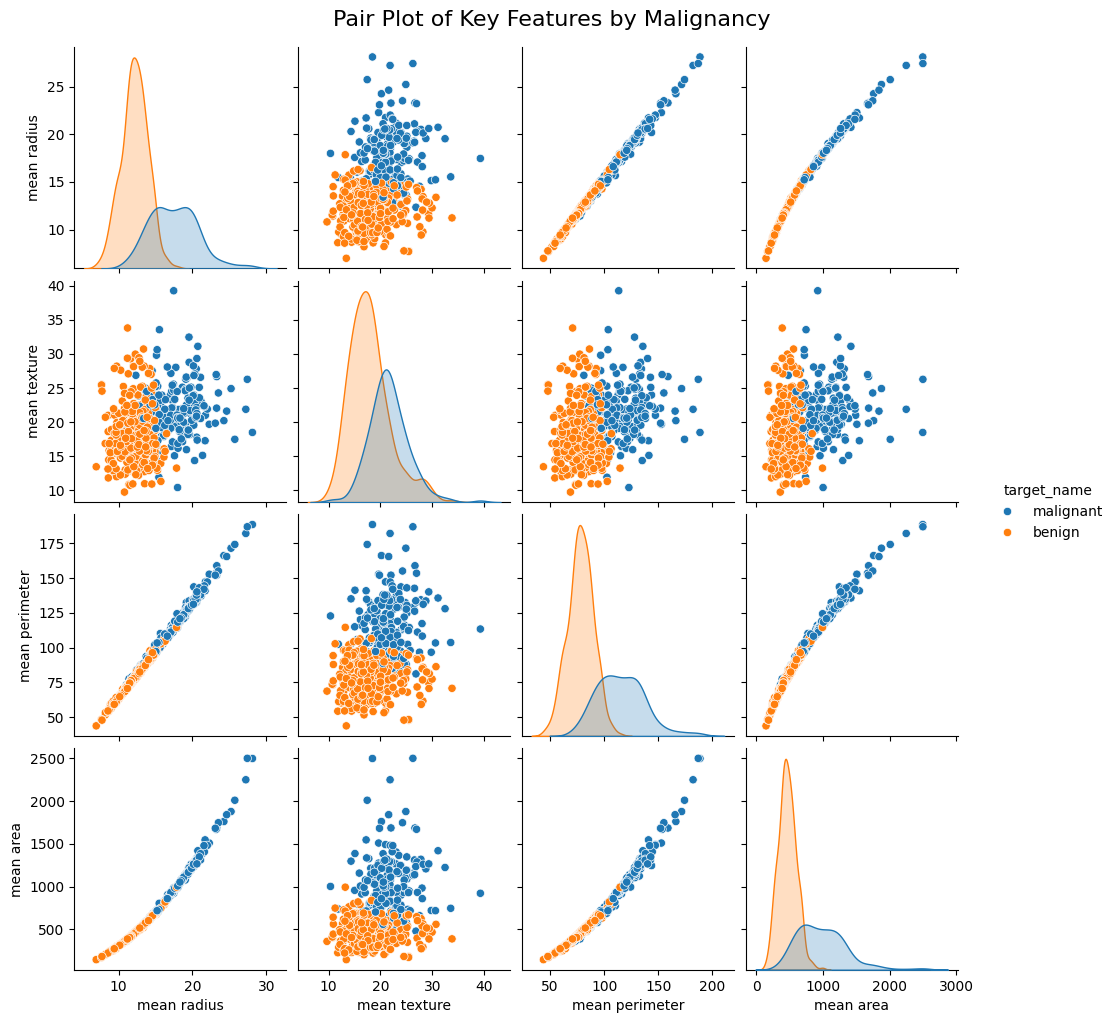 Pair Plot of Key Features by Malignancy
mean radius
25
20
15
10
mean texture
40
35
30
25
20
15
10
target_name
malignant
benign
mean perimeter
175
150
125
100
75
50
mean area
2500
2000
1500
1000
500
10 20 30
20 30 40
50 100 150 200
0 1000 2000 3000
mean radius
mean texture
mean perimeter
mean area